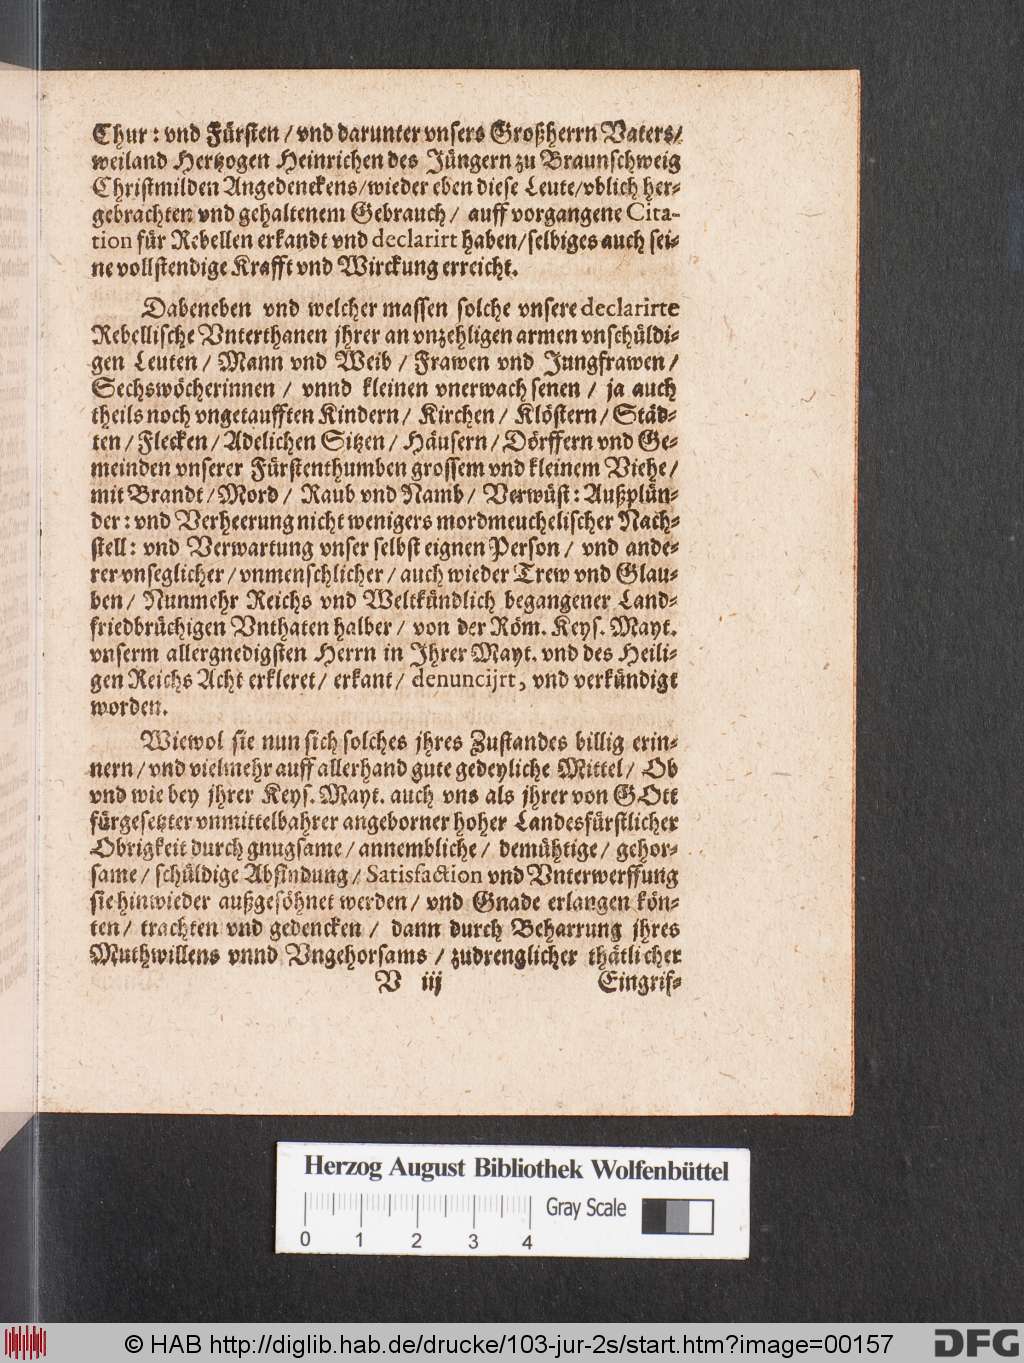 Chur: vnd Fürsten / vnd darunter vnsers Großherrn Vaters /
weiland Hertzogen Heinrichen des Jüngern zu Braunschweig
Christmilden Angedenckens / wieder eben diese Leute / vblich her-
gebrachten vnd gehaltenem Gebrauch / auff vorgangene Cita-
tion für Rebellen erkandt vnd declarirt haben / selbiges auch sei-
ne vollstendige Krafft vnd Wirckung erreicht.
Dabeneben vnd welcher massen solche vnsere declarirte
Rebellische Vnterthanen jhrer an vnzehligen armen vnschüldi-
gen Leuten / Mann vnd Weib / Frawen vnd Jungfrawen /
Sechswöcherinnen / vnnd kleinen vnerwachsenen / ja auch
theils noch vngetaufften Kindern / Kirchen / Klöstern / Städ-
ten / Flecken / Adelichen Sitzen / Häusern / Dörffern vnd Ge-
meinden vnserer Fürstenthumben grossem vnd kleinem Viehe /
mit Brandt / Mord / Raub vnd Namb / Verwüst: Außplün-
der: vnd Verheerung nicht wenigers mordmeuchelischer Nach-
stell: vnd Verwartung vnser selbst eignen Person / vnd ande-
rer vnseglicher / vnmenschlicher / auch wieder Trew vnd Glau-
ben / Nunmehr Reichs vnd Weltkündlich begangener Land-
friedbrüchigen Vnthaten halber / von der Röm. Keys. Mayt.
vnserm allergnedigsten Herrn in Jhrer Mayt. vnd des Heili-
gen Reichs Acht erkleret / erkant / denuncijrt, vnd verkündigt
worden.
Wiewol sie nun sich solches jhres Zustandes billig erin-
nern / vnd vielmehr auff allerhand gute gedeyliche Mittel / Ob
vnd wie bey jhrer Keys. Mayt. auch vns als jhrer von GOtt
fürgesetzter vnmittelbahrer angeborner hoher Landesfürstlicher
Obrigkeit durch gnugsame / annembliche / demühtige / gehor-
same / schüldige Abfindung / Satisfaction vnd Vnterwerffung
sie hinwieder außgesöhnet werden / vnd Gnade erlangen kön-
ten / trachten vnd gedencken / dann durch Beharrung jhres
Muthwillens vnnd Vngehorsams / zudrenglicher thätlicher
V iij Eingrif-
Herzog August Bibliothek Wolfenbüttel
Gray Scale
0 1 2 3 4
© HAB http://diglib.hab.de/drucke/103-jur-2s/start.htm?image=00157
DFG